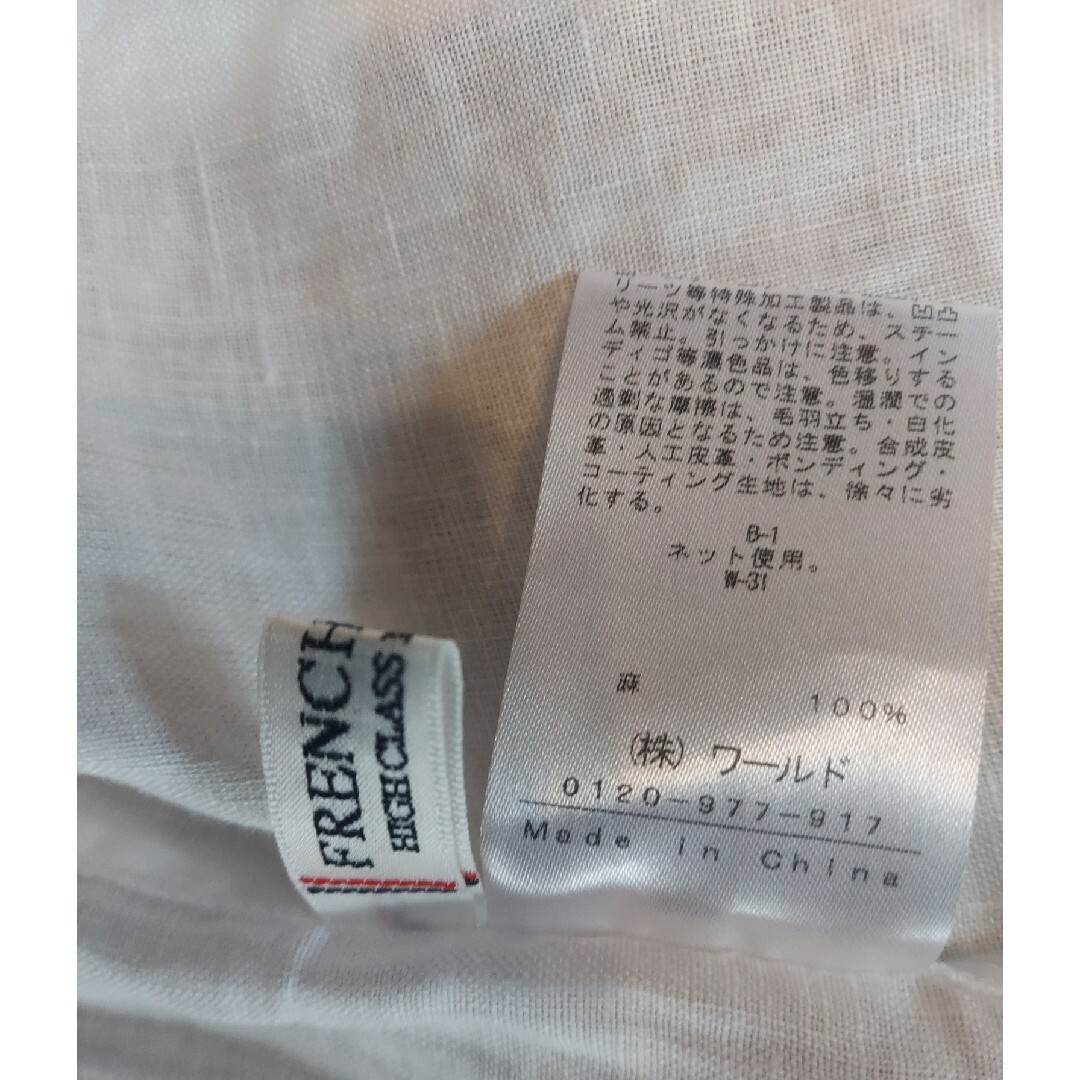 リーツ等特殊加工製品は、凹凸
や光沢がなくなるため、スチー
ム禁止。引っかけに注意。イン
ディゴ等濃色品は、色移りする
ことがあるので注意。湿潤での
過剰な摩擦は、毛羽立ち・白化
の原因となるため注意。合成皮
革・人工皮革・ボンディング・
コーティング生地は、徐々に劣
化する。
B-1
ネット使用。
W-31
麻 100%
(株) ワールド
0120-977-917
Made in China
FRENCH
HIGH CLASS